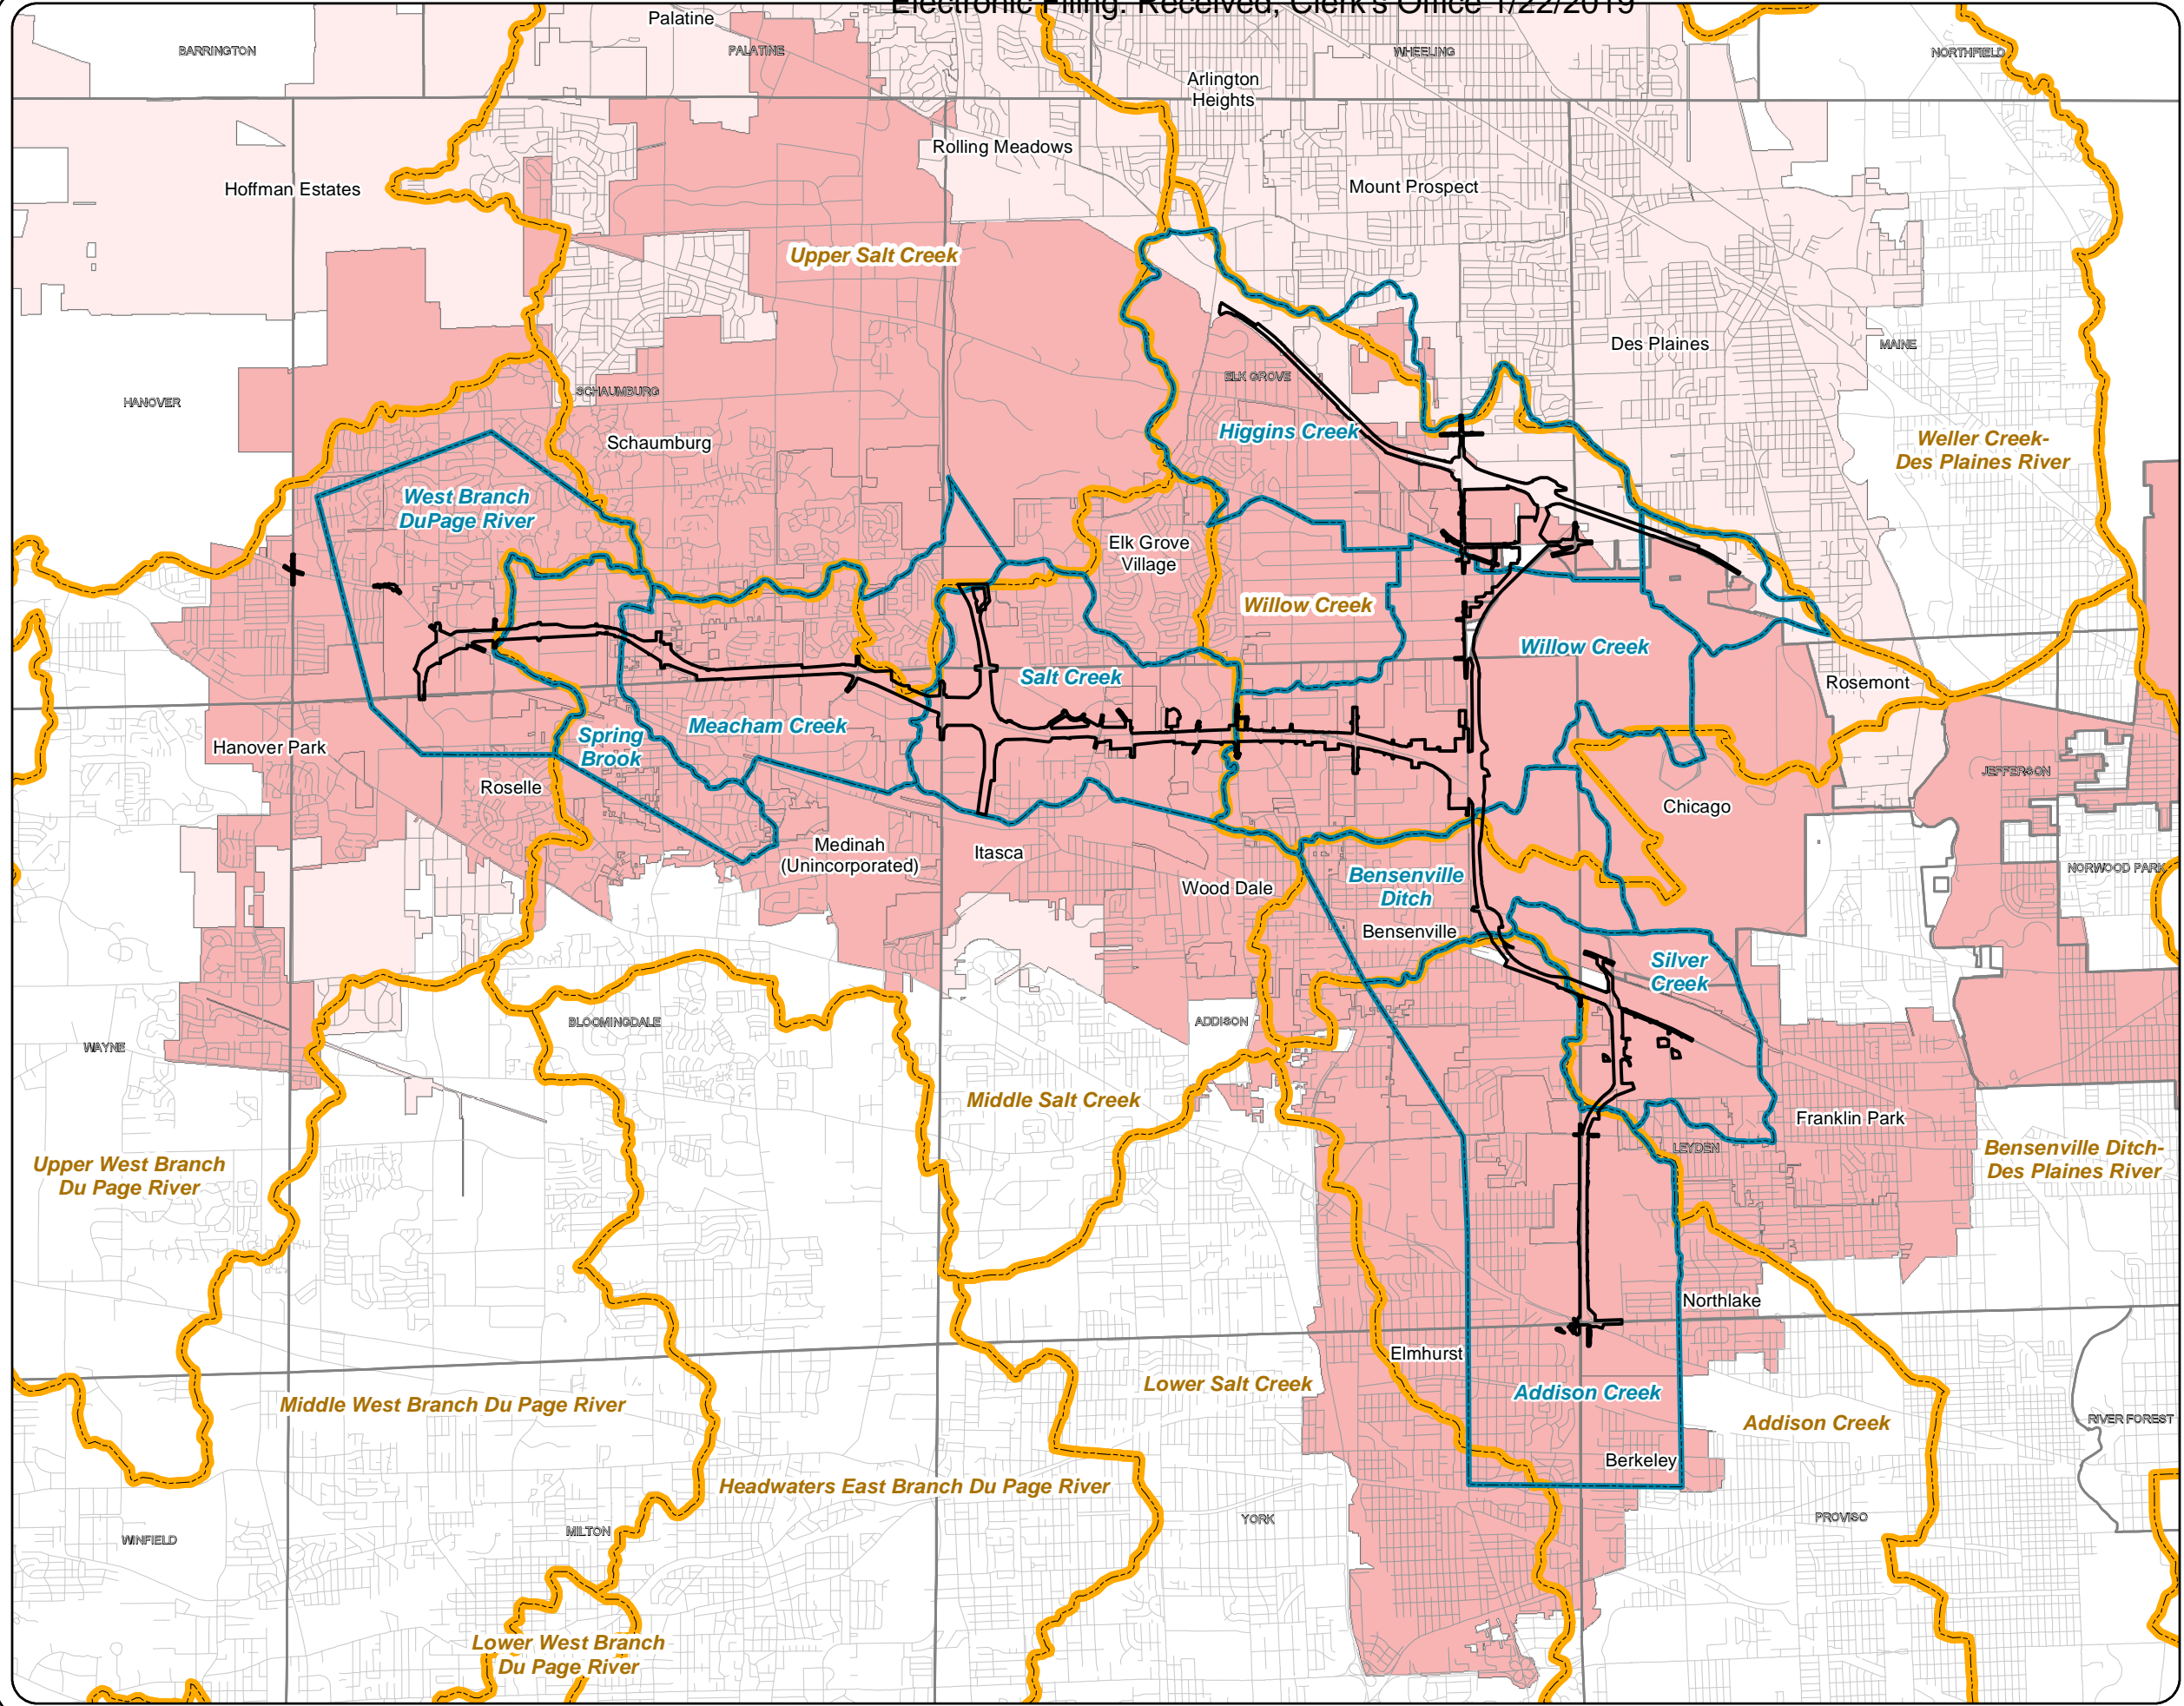 Electronic Filing: Received, Clerk's Office 1/22/2019
Palatine
BARRINGTON
PALATINE
WHEELING
NORTHFIELD
Arlington
Heights
Rolling Meadows
Hoffman Estates
Mount Prospect
Upper Salt Creek
Des Plaines
MAINE
ELK GROVE
SCHAUMBURG
HANOVER
Schaumburg
Higgins Creek
Weller Creek-
Des Plaines River
West Branch
DuPage River
Elk Grove
Village
Willow Creek
Willow Creek
Salt Creek
Rosemont
Meacham Creek
Spring
Brook
Hanover Park
JEFFERSON
Roselle
Chicago
Medinah
(Unincorporated)
Itasca
NORWOOD PARK
Wood Dale
Bensenville
Ditch
Bensenville
Silver
Creek
BLOOMINGDALE
ADDISON
WAYNE
Middle Salt Creek
Franklin Park
LEYDEN
Bensenville Ditch-
Des Plaines River
Upper West Branch
Du Page River
Northlake
Elmhurst
Lower Salt Creek
Addison Creek
Middle West Branch Du Page River
Addison Creek
RIVER FOREST
Berkeley
Headwaters East Branch Du Page River
YORK
PROVISO
WINFIELD
MILTON
Lower West Branch
Du Page River